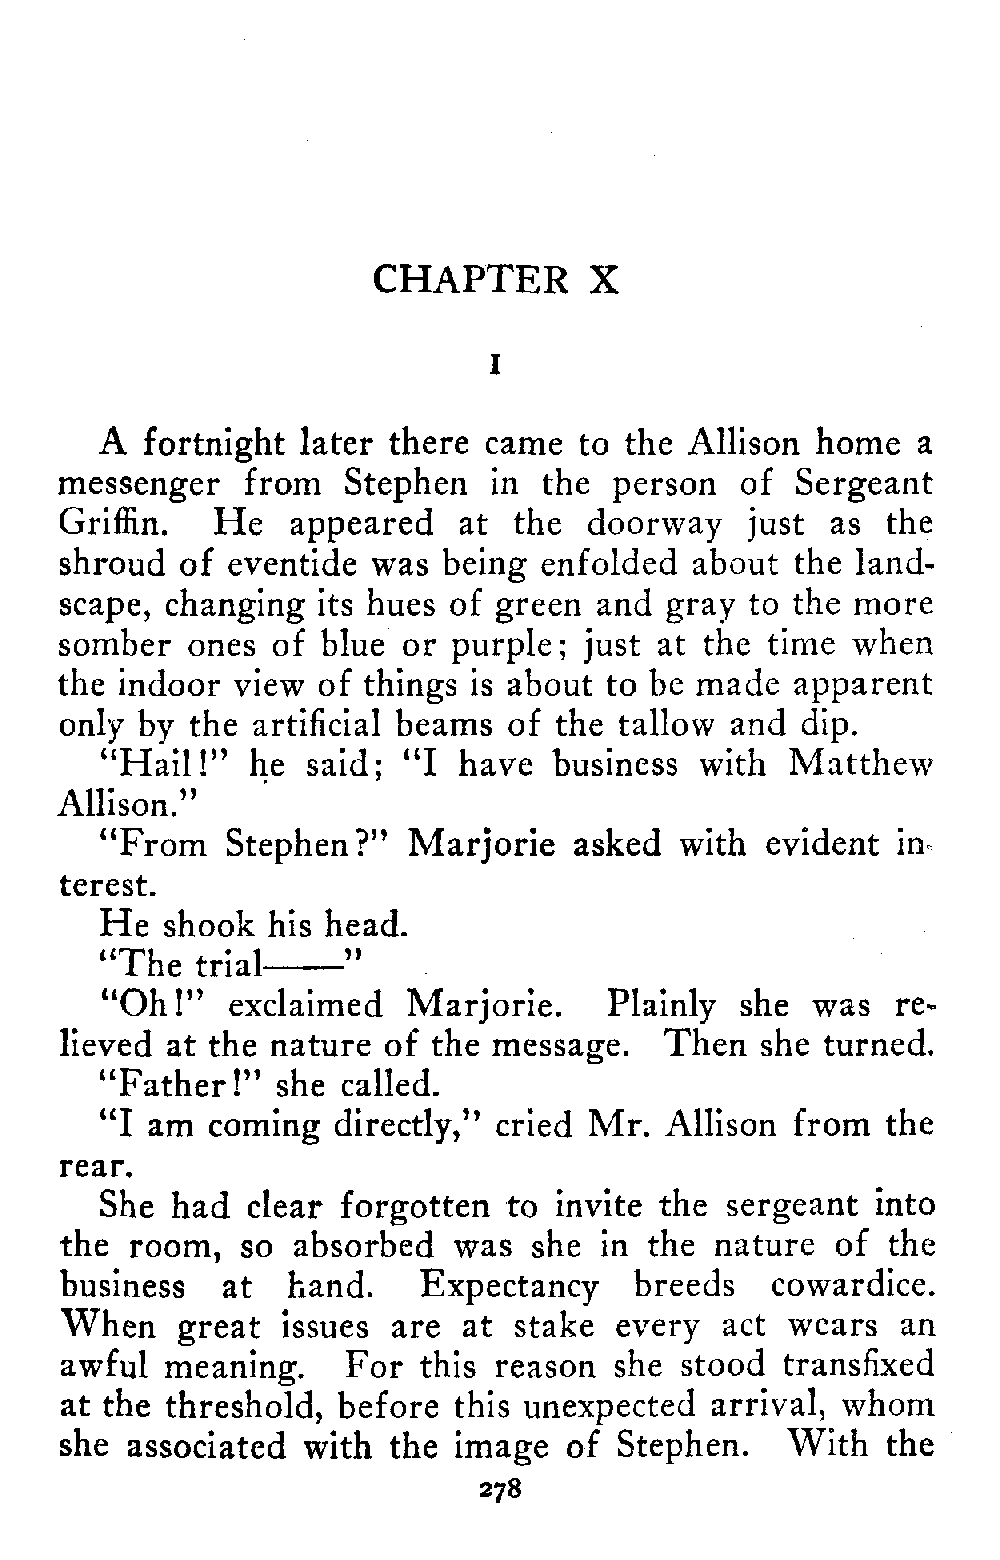 CHAPTER X
I
A fortnight later there came to the Allison home a
messenger from Stephen in the person of Sergeant
Griffin. He appeared at the doorway just as the
shroud of eventide was being enfolded about the land-
scape, changing its hues of green and gray to the more
somber ones of blue or purple; just at the time when
the indoor view of things is about to be made apparent
only by the artificial beams of the tallow and dip.
"Hail!" he said; "I have business with Matthew
Allison."
"From Stephen?" Marjorie asked with evident in-
terest.
He shook his head.
"The trial——"
"Oh!" exclaimed Marjorie. Plainly she was re-
lieved at the nature of the message. Then she turned.
"Father!" she called.
"I am coming directly," cried Mr. Allison from the
rear.
She had clear forgotten to invite the sergeant into
the room, so absorbed was she in the nature of the
business at hand. Expectancy breeds cowardice.
When great issues are at stake every act wears an
awful meaning. For this reason she stood transfixed
at the threshold, before this unexpected arrival, whom
she associated with the image of Stephen. With the
278